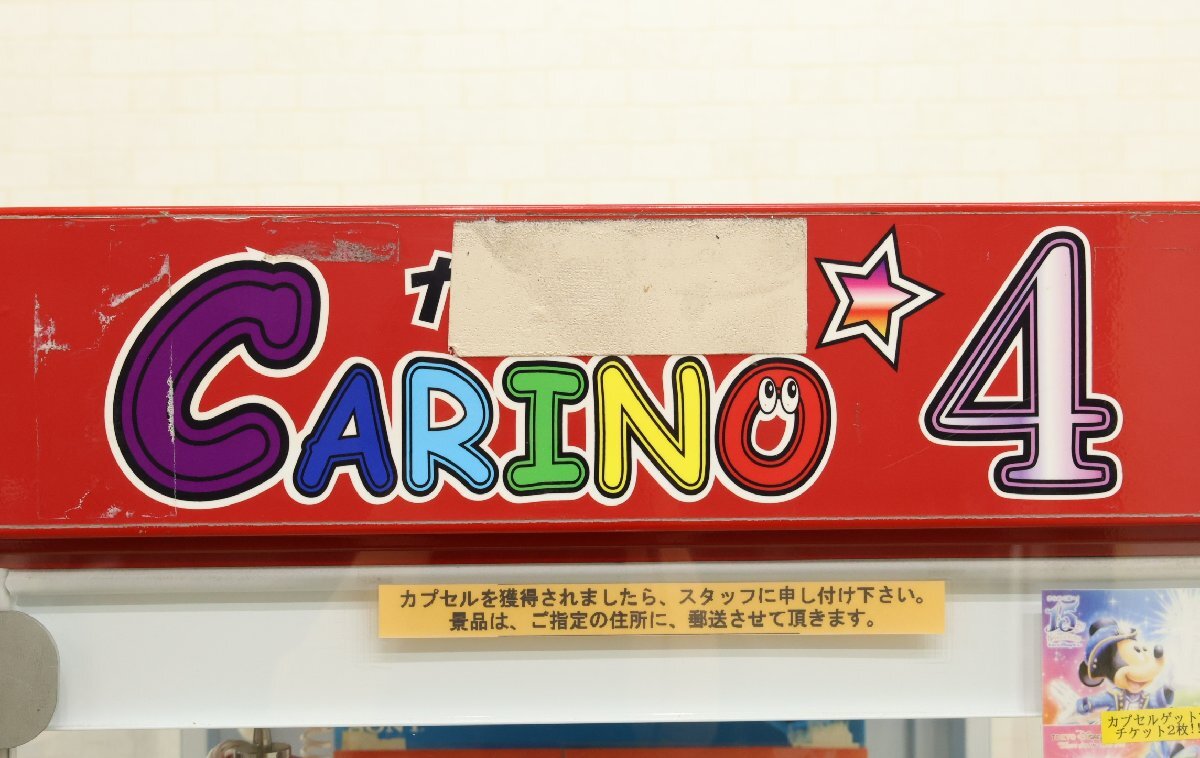 カ
CARINO ☆ 4
カプセルを獲得されましたら、スタッフに申し付け下さい。
景品は、ご指定の住所に、郵送させて頂きます。
15
カプセルゲット
チケット2枚!!